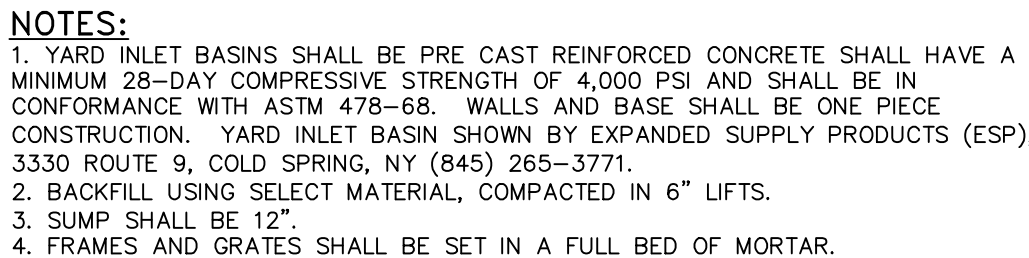 NOTES:
1. YARD INLET BASINS SHALL BE PRE CAST REINFORCED CONCRETE SHALL HAVE A
MINIMUM 28-DAY COMPRESSIVE STRENGTH OF 4,000 PSI AND SHALL BE IN
CONFORMANCE WITH ASTM 478-68. WALLS AND BASE SHALL BE ONE PIECE
CONSTRUCTION. YARD INLET BASIN SHOWN BY EXPANDED SUPPLY PRODUCTS (ESP)
3330 ROUTE 9, COLD SPRING, NY (845) 265-3771.
2. BACKFILL USING SELECT MATERIAL, COMPACTED IN 6" LIFTS.
3. SUMP SHALL BE 12".
4. FRAMES AND GRATES SHALL BE SET IN A FULL BED OF MORTAR.